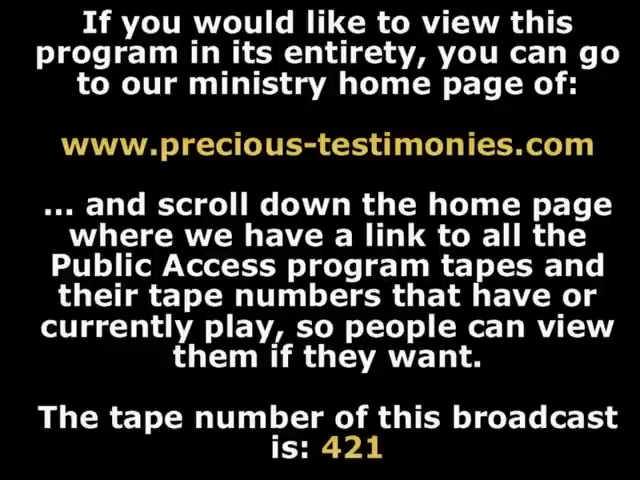 If you would like to view this
program in its entirety, you can go
to our ministry home page of:
www.precious-testimonies.com
... and scroll down the home page
where we have a link to all the
Public Access program tapes and
their tape numbers that have or
currently play, so people can view
them if they want.
The tape number of this broadcast
is: 421